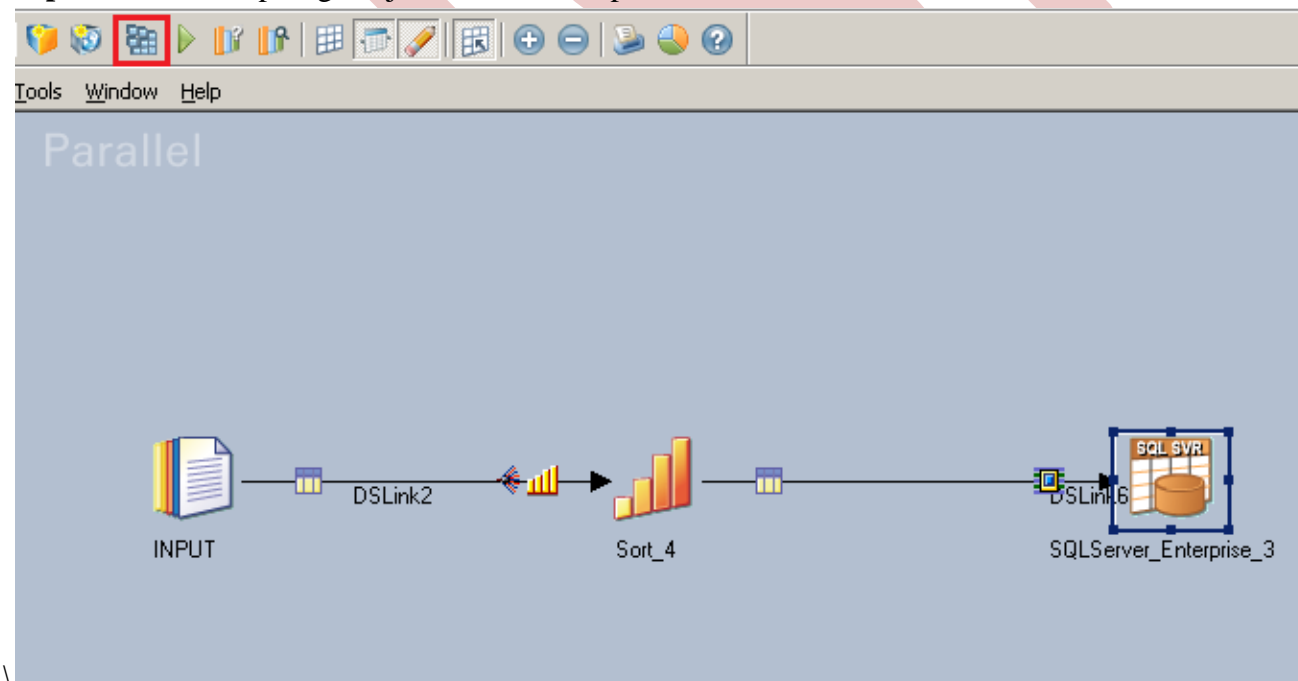 Tools Window Help
Parallel
SQL SVR
DSLink2
DSLink6
INPUT
Sort_4
SQLServer_Enterprise_3
\